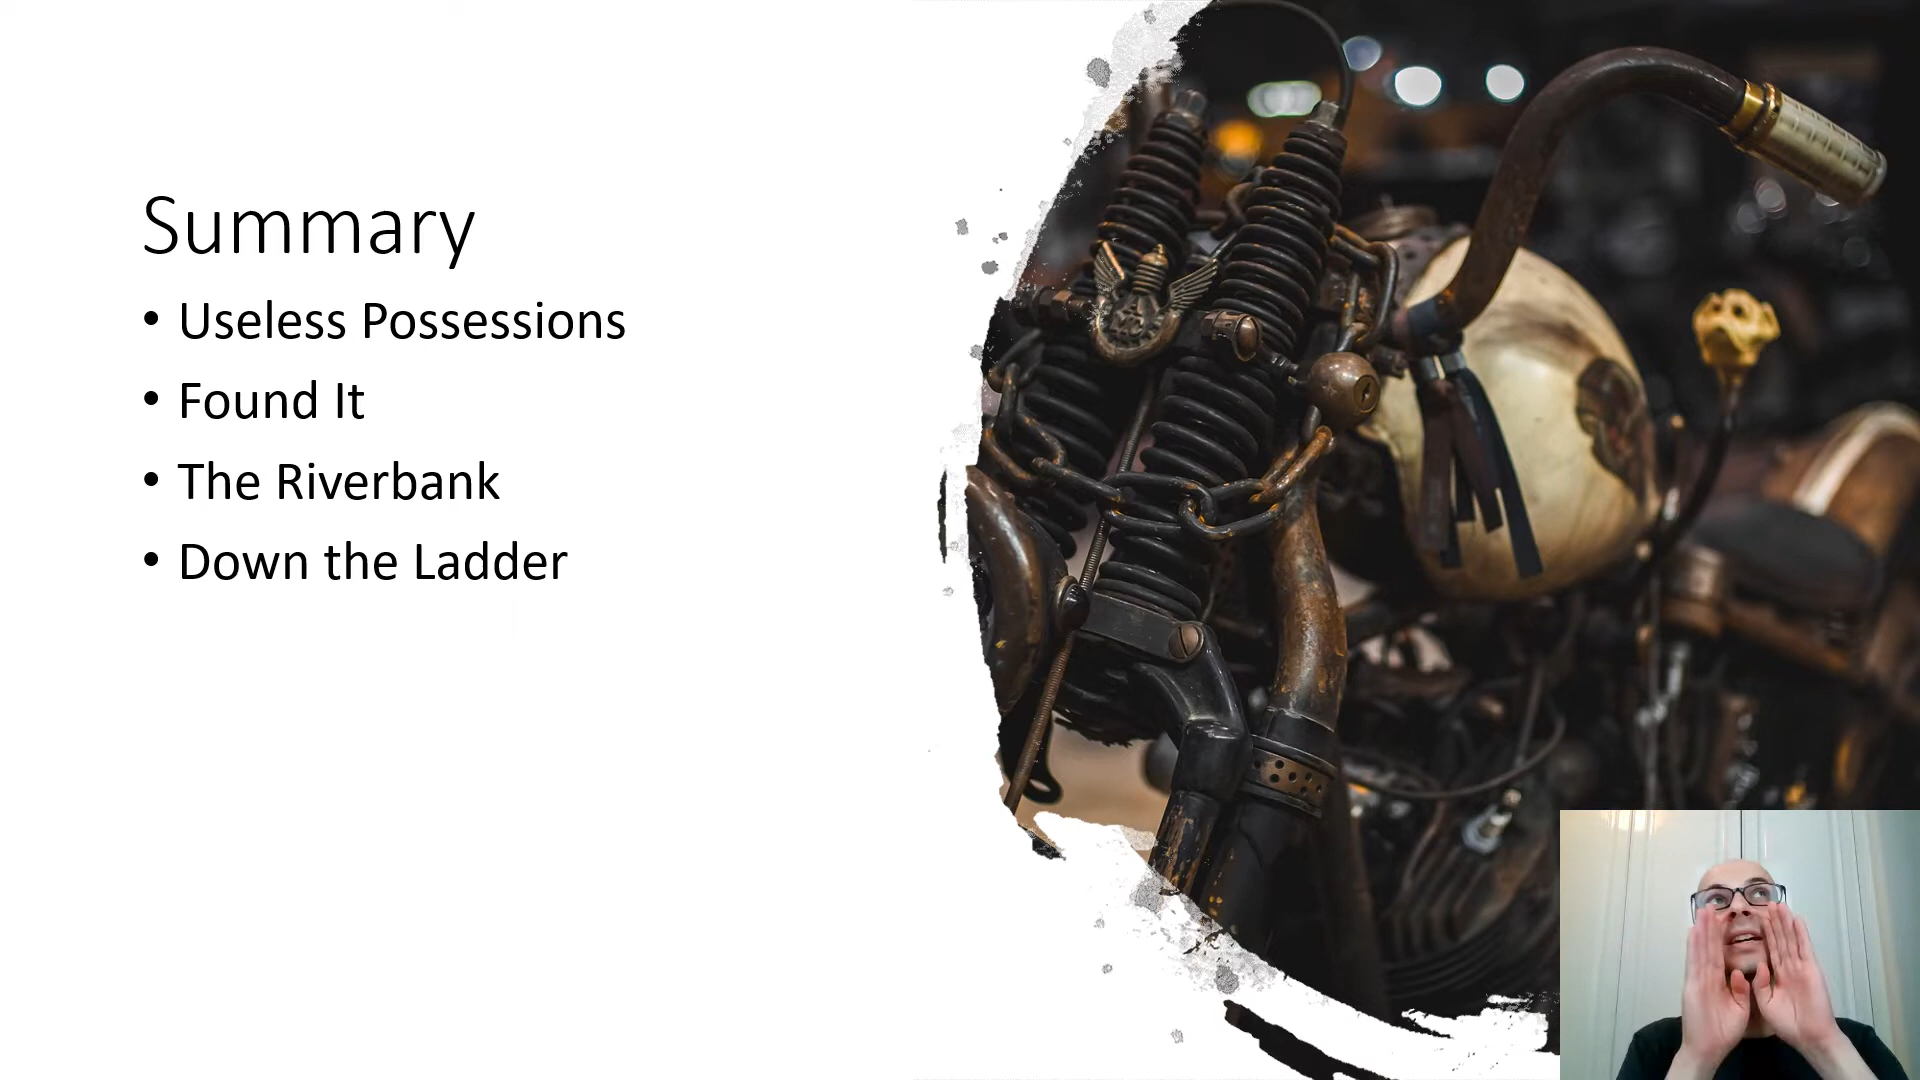 Summary
• Useless Possessions
• Found It
• The Riverbank
• Down the Ladder